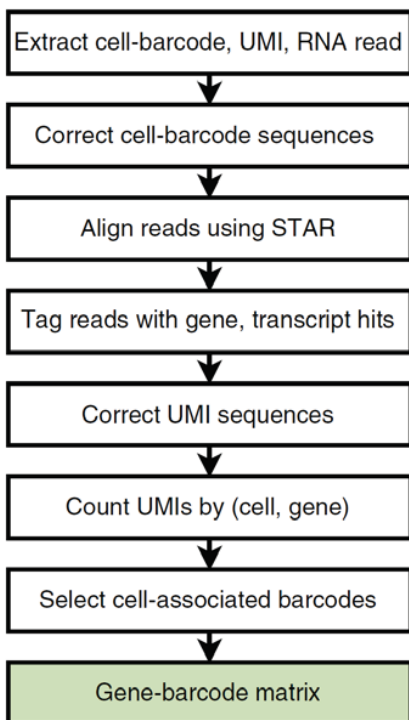 Extract cell-barcode, UMI, RNA read
Correct cell-barcode sequences
Align reads using STAR
Tag reads with gene, transcript hits
Correct UMI sequences
Count UMIs by (cell, gene)
Select cell-associated barcodes
Gene-barcode matrix